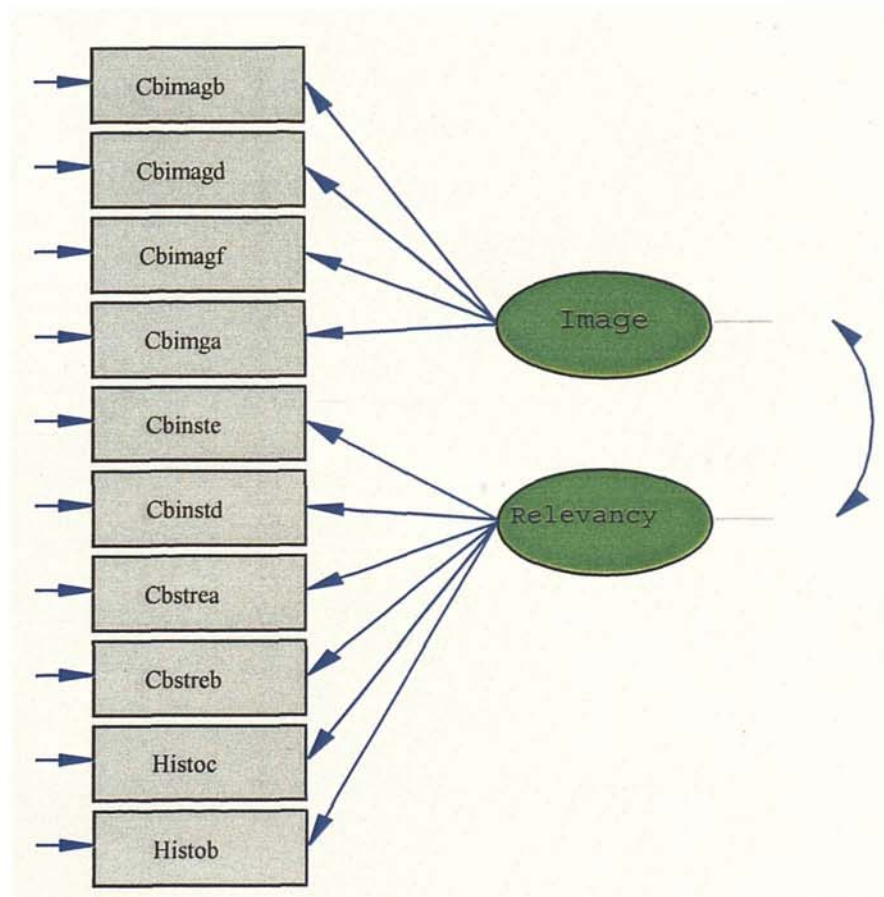 Cbimagb
Cbimagd
Cbimagf
Cbimga
Cbinste
Cbinstd
Cbstrea
Cbstreb
Histoc
Histob
Image
Relevancy